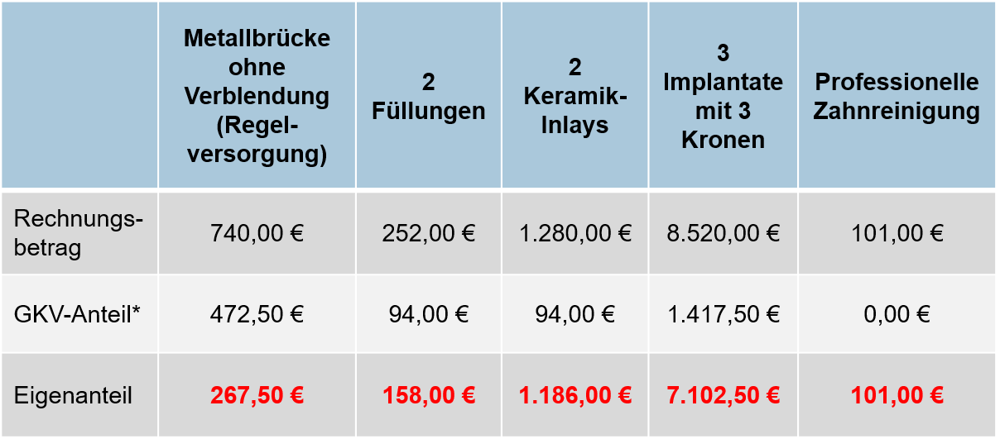 Metallbrücke
ohne
Verblendung
(Regel-
versorgung)
2
Füllungen
2
Keramik-
Inlays
3
Implantate
mit 3
Kronen
Professionelle
Zahnreinigung
Rechnungs-
betrag
740,00 €
252,00 €
1.280,00 €
8.520,00 €
101,00 €
GKV-Anteil*
472,50 €
94,00 €
94,00 €
1.417,50 €
0,00 €
Eigenanteil
267,50 €
158,00 €
1.186,00 €
7.102,50 €
101,00 €